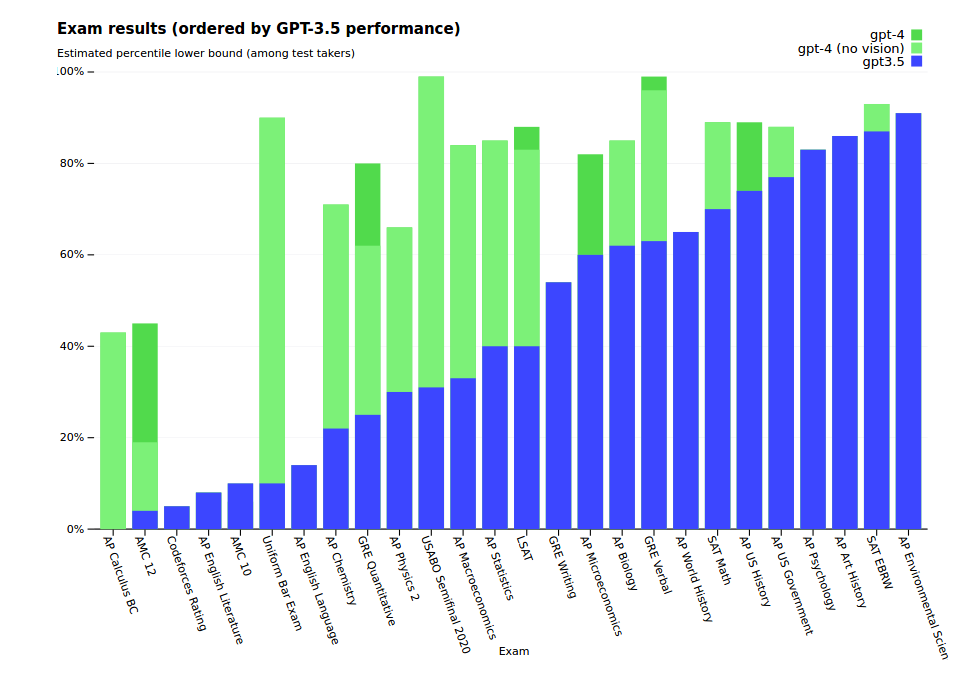 Exam results (ordered by GPT-3.5 performance)
Estimated percentile lower bound (among test takers)
gpt-4
gpt-4 (no vision)
gpt3.5
.00%
80%
60%
40%
20%
0%
AP Calculus BC
AMC 12
Codeforces Rating
AP English Literature
AMC 10
Uniform Bar Exam
AP English Language
AP Chemistry
GRE Quantitative
AP Physics 2
USABO Semifinal 2020
AP Macroeconomics
AP Statistics
LSAT
GRE Writing
AP Microeconomics
AP Biology
GRE Verbal
AP World History
SAT Math
AP US History
AP US Government
AP Psychology
AP Art History
SAT EBRW
AP Environmental Scien
Exam